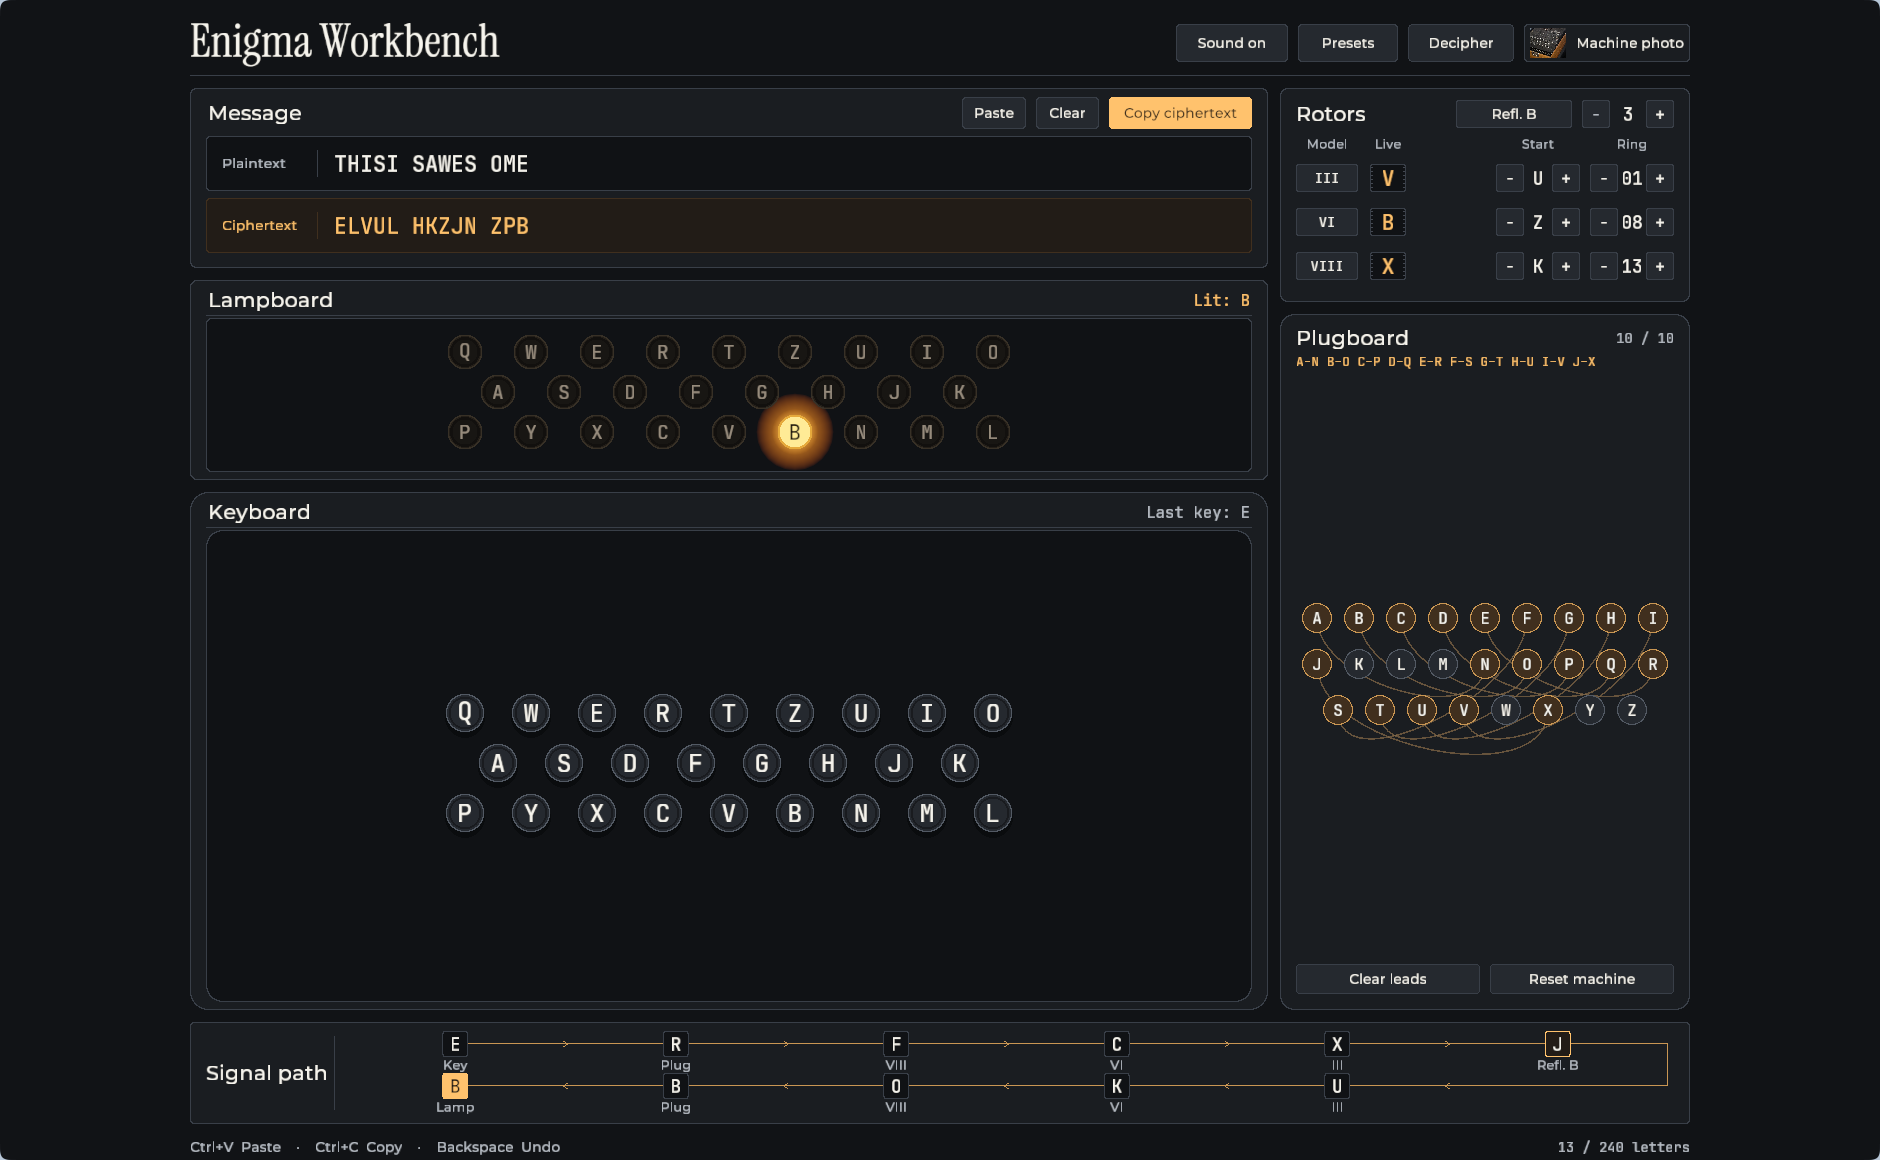 Enigma Workbench
Sound on Presets Decipher Machine photo
Message
Paste Clear Copy ciphertext
Plaintext THISI SAWES OME
Ciphertext ELVUL HKZJN ZPB
Lampboard
Lit: B
Q W E R T Z U I O
A S D F G H J K
P Y X C V B N M L
Keyboard
Last key: E
Q W E R T Z U I O
A S D F G H J K
P Y X C V B N M L
Rotors
Refl. B - 3 +
Model Live Start Ring
III V - U + - 01 +
VI B - Z + - 08 +
VIII X - K + - 13 +
Plugboard
10 / 10
A-N B-O C-P D-Q E-R F-S G-T H-U I-V J-X
A B C D E F G H I
J K L M N O P Q R
S T U V W X Y Z
Clear leads Reset machine
Signal path
E R F C X J
Key Plug VIII VI III Refl. B
B B O K U
Lamp Plug VIII VI III
Ctrl+V Paste · Ctrl+C Copy · Backspace Undo
13 / 240 letters